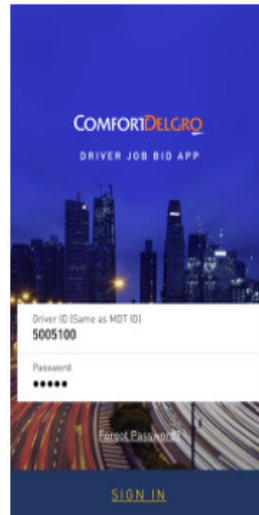 COMFORTDELGRO
DRIVER JOB BID APP
Driver ID (Same as MDT ID)
5005100
Password
•••••
Forgot Password?
SIGN IN